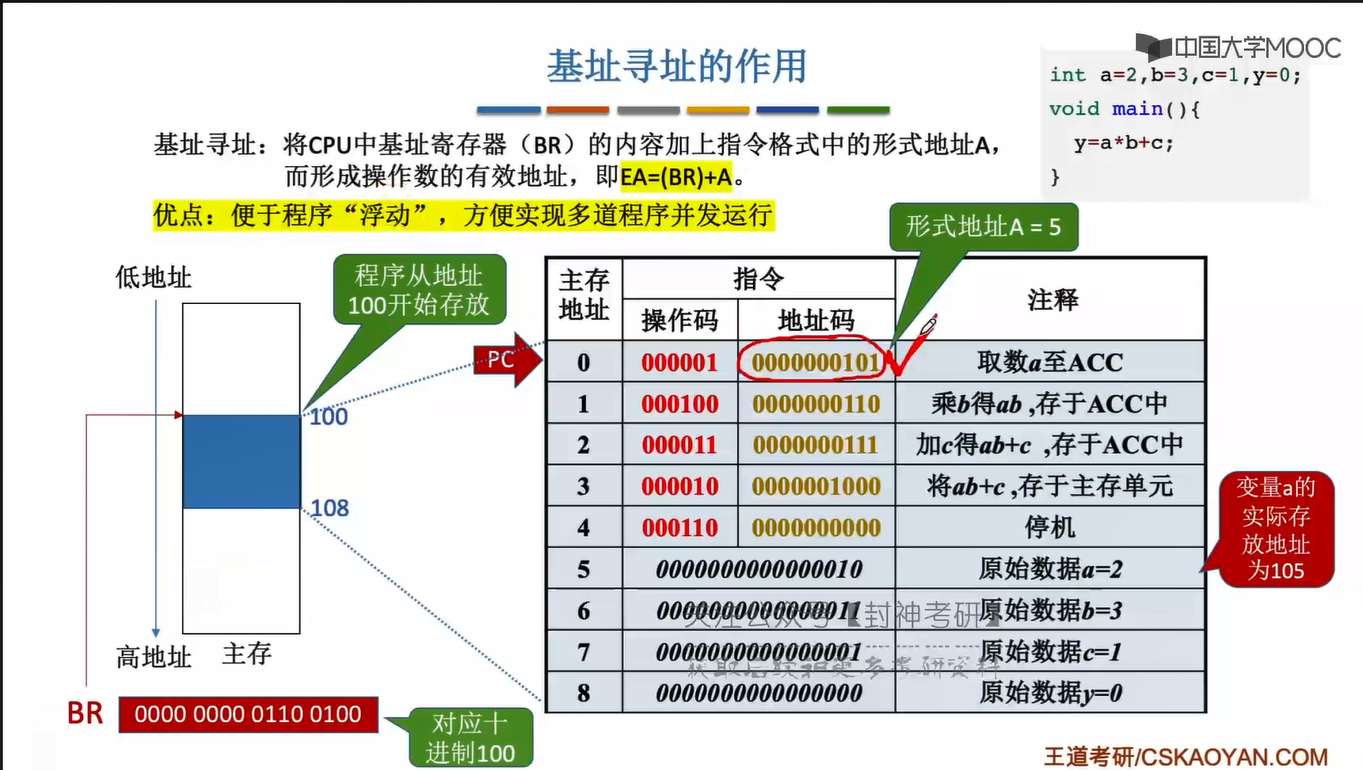 中国大学MOOC
基址寻址的作用
int a=2,b=3,c=1,y=0;
void main(){
y=a*b+c;
}
基址寻址：将CPU中基址寄存器（BR）的内容加上指令格式中的形式地址A，
而形成操作数的有效地址，即EA=(BR)+A。
优点：便于程序“浮动”，方便实现多道程序并发运行
形式地址A = 5
低地址
程序从地址
100开始存放
主存
地址
指令
注释
操作码 地址码
PC
0 000001 0000000101 取数a至ACC
1 000100 0000000110 乘b得ab ,存于ACC中
2 000011 0000000111 加c得ab+c ,存于ACC中
3 000010 0000001000 将ab+c ,存于主存单元
4 000110 0000000000 停机
5 0000000000000010 原始数据a=2
6 0000000000000011 原始数据b=3
7 0000000000000001 原始数据c=1
8 0000000000000000 原始数据y=0
100
108
变量a的
实际存
放地址
为105
关注公众号【封神考研】
高地址
主存
BR 0000 0000 0110 0100
对应十
进制100
王道考研/CSKAOYAN.COM